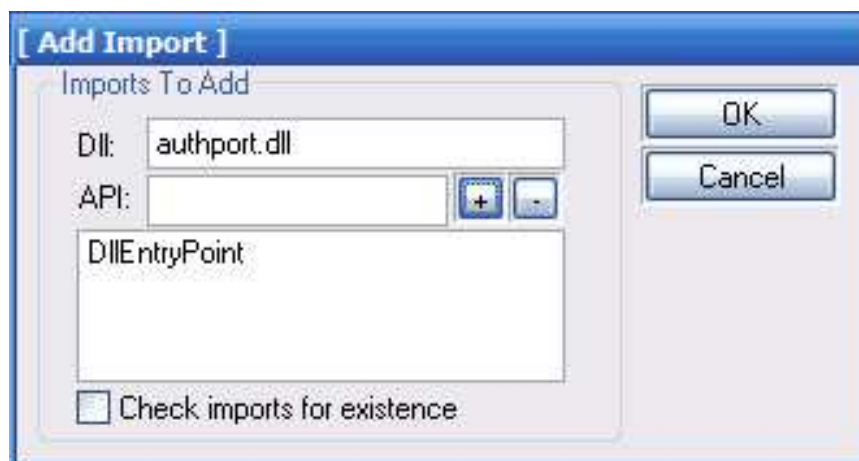 [ Add Import ]
Imports To Add
Dll: authport.dll
API:
+ -
DllEntryPoint
Check imports for existence
OK
Cancel